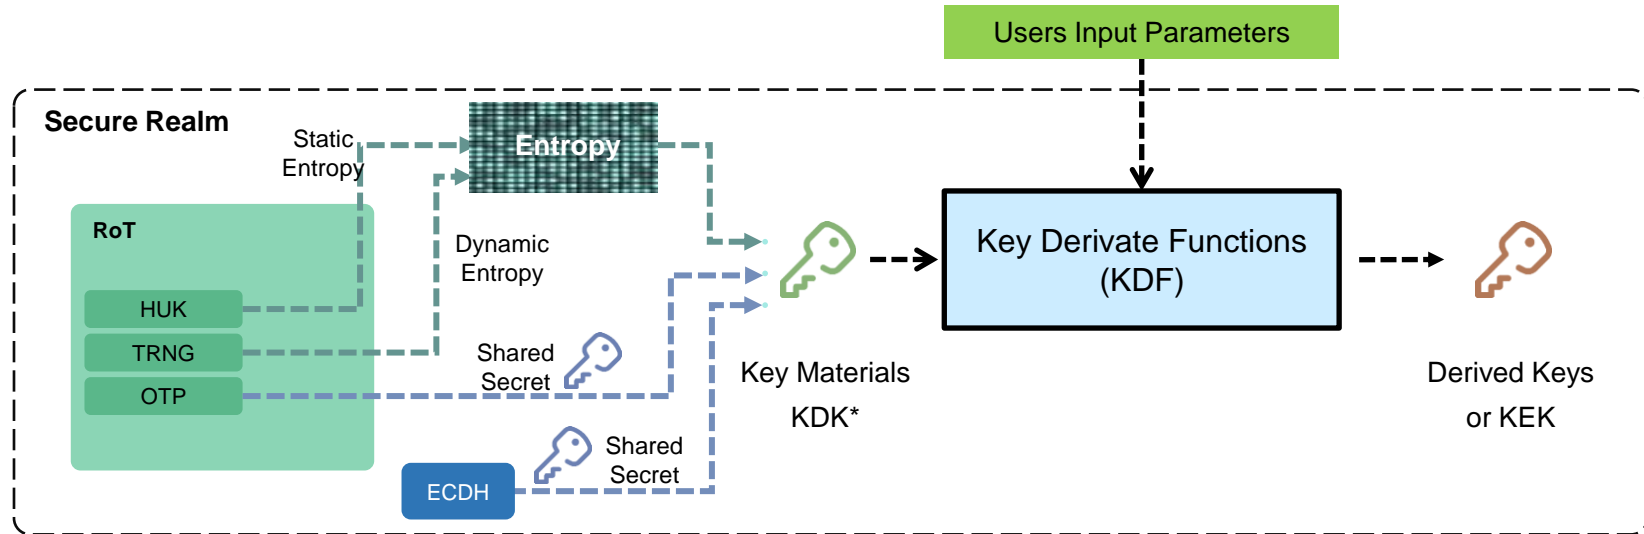 Users Input Parameters
Secure Realm
Static
Entropy
Entropy
RoT
Dynamic
Entropy
HUK
TRNG
OTP
Shared
Secret
ECDH
Shared
Secret
Key Materials
KDK*
Key Derivate Functions
(KDF)
Derived Keys
or KEK